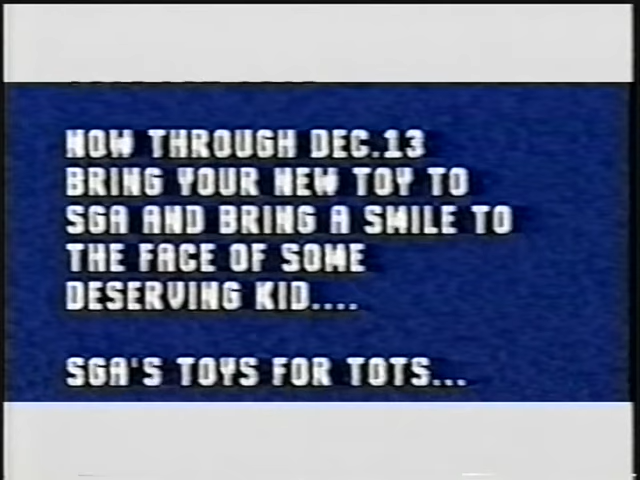 NOW THROUGH DEC.13
BRING YOUR NEW TOY TO
SGA AND BRING A SMILE TO
THE FACE OF SOME
DESERVING KID....
SGA'S TOYS FOR TOTS...